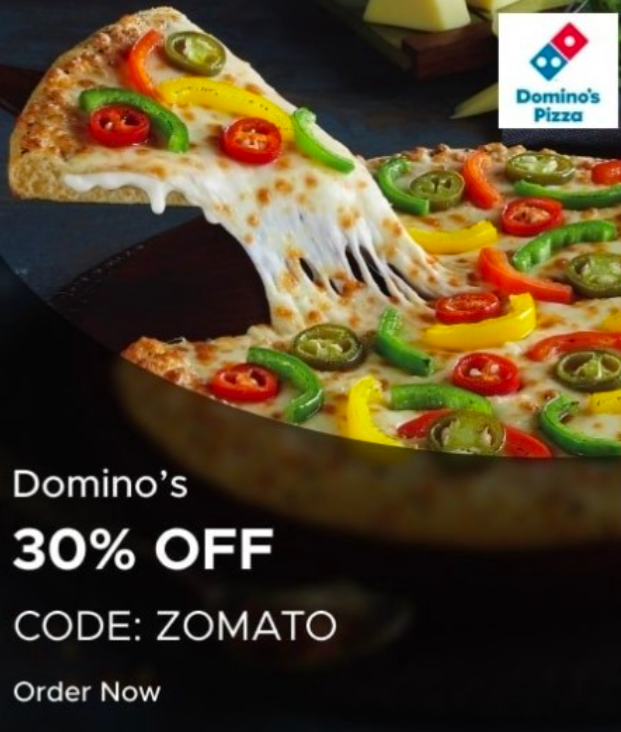 Domino's
Pizza
Domino's
30% OFF
CODE: ZOMATO
Order Now